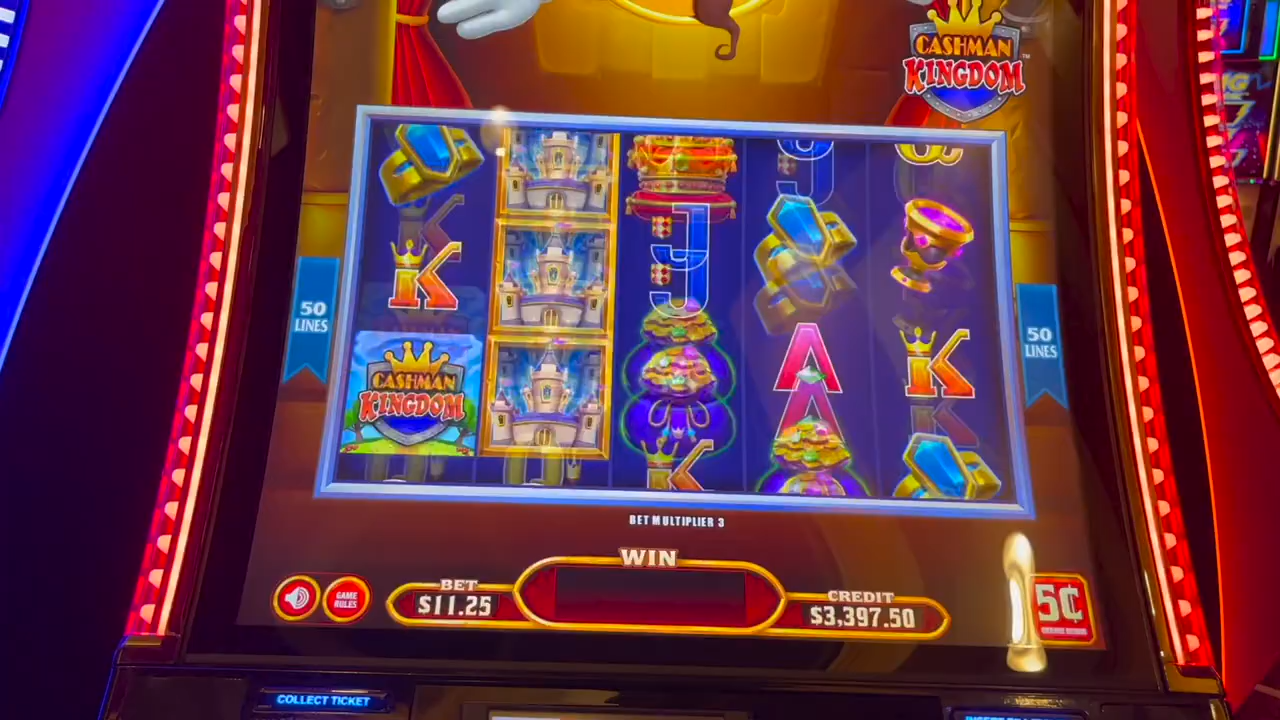 CASHMAN
KINGDOM™
J
&
K
J
50
LINES
K
A
50
LINES
CASHMAN
KINGDOM
K
BET MULTIPLIER 3
WIN
BET
$11.25
GAME
RULES
CREDIT
$3,397.50
5¢
COLLECT TICKET